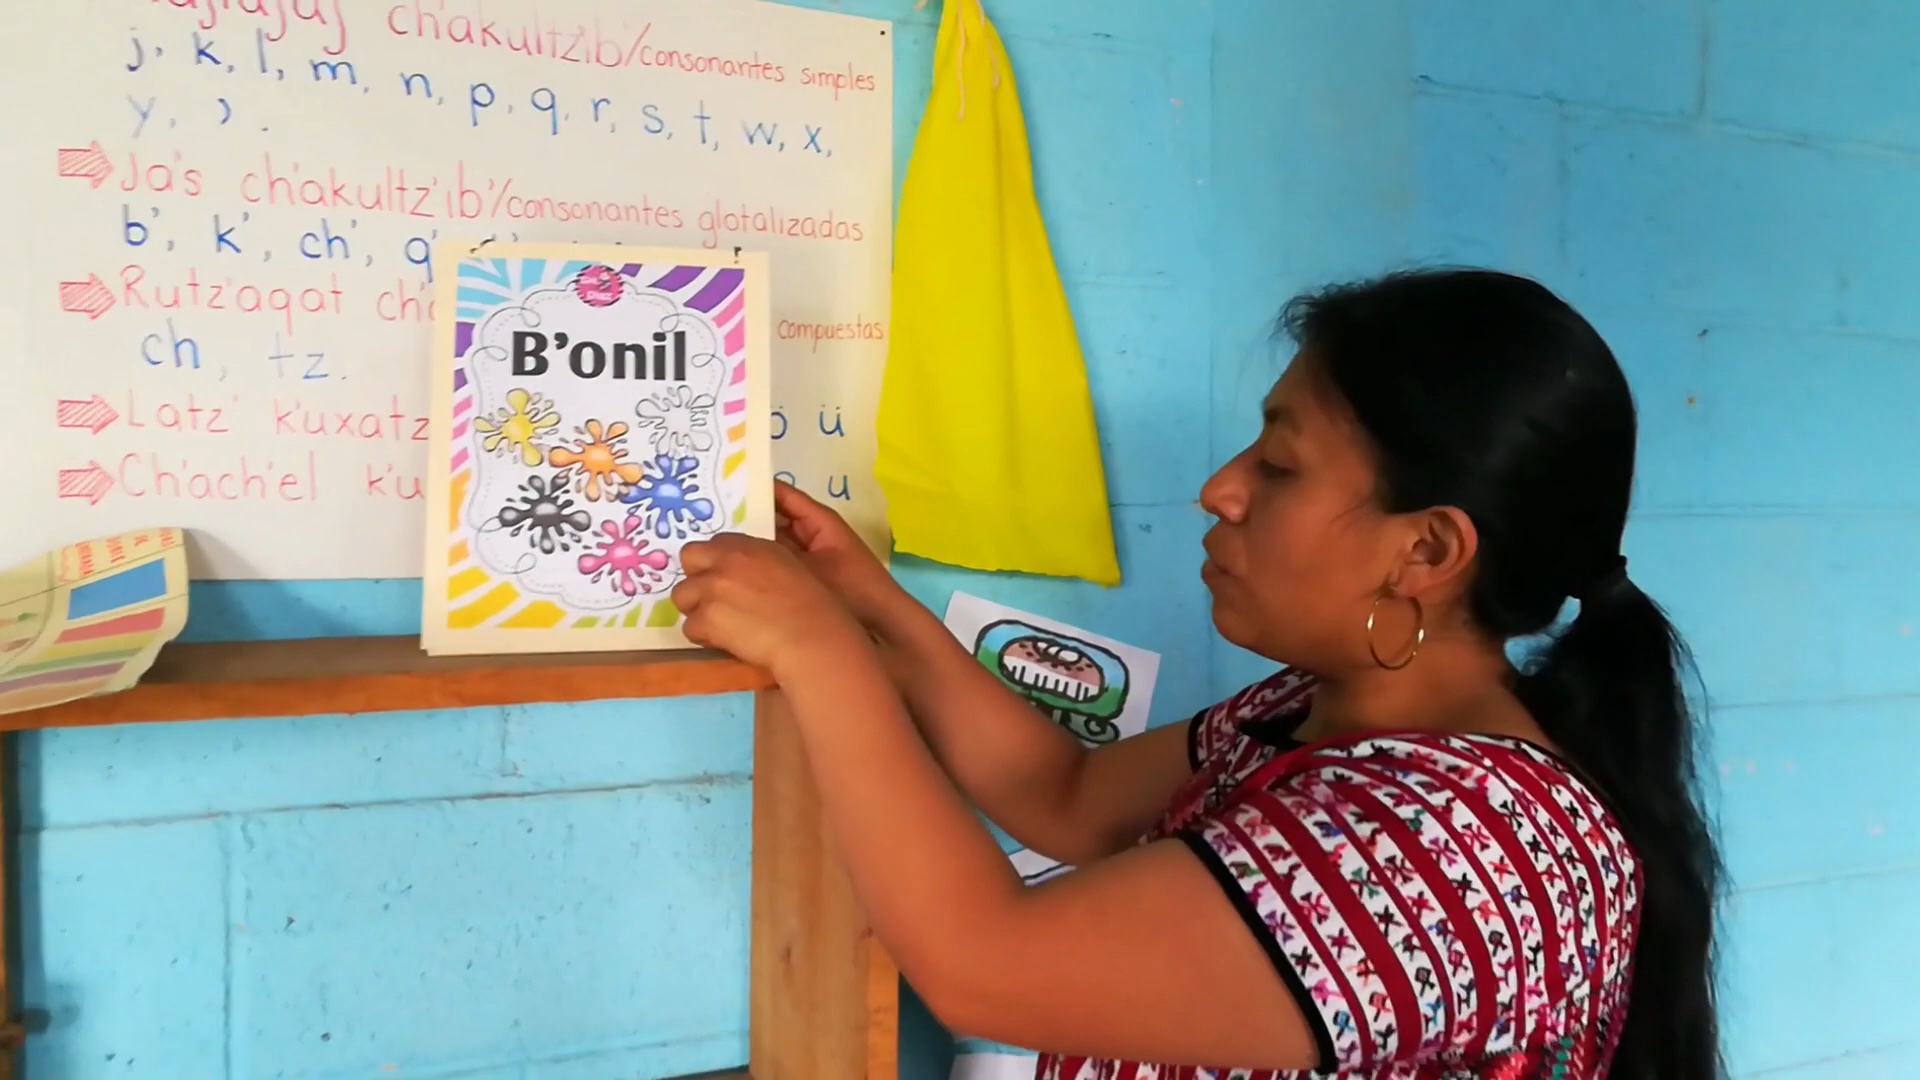 ch'akultz'ib'/consonantes simples
j, k, l, m, n, p, q, r, s, t, w, x,
y, ’.
Ja's ch'akultz'ib'/consonantes glotalizadas
b', k', ch', q'
Rutz'aqat compuestas
ch, tz.
Latz' k'uxatz ü
Ch'ach'el k'u u
B'onil